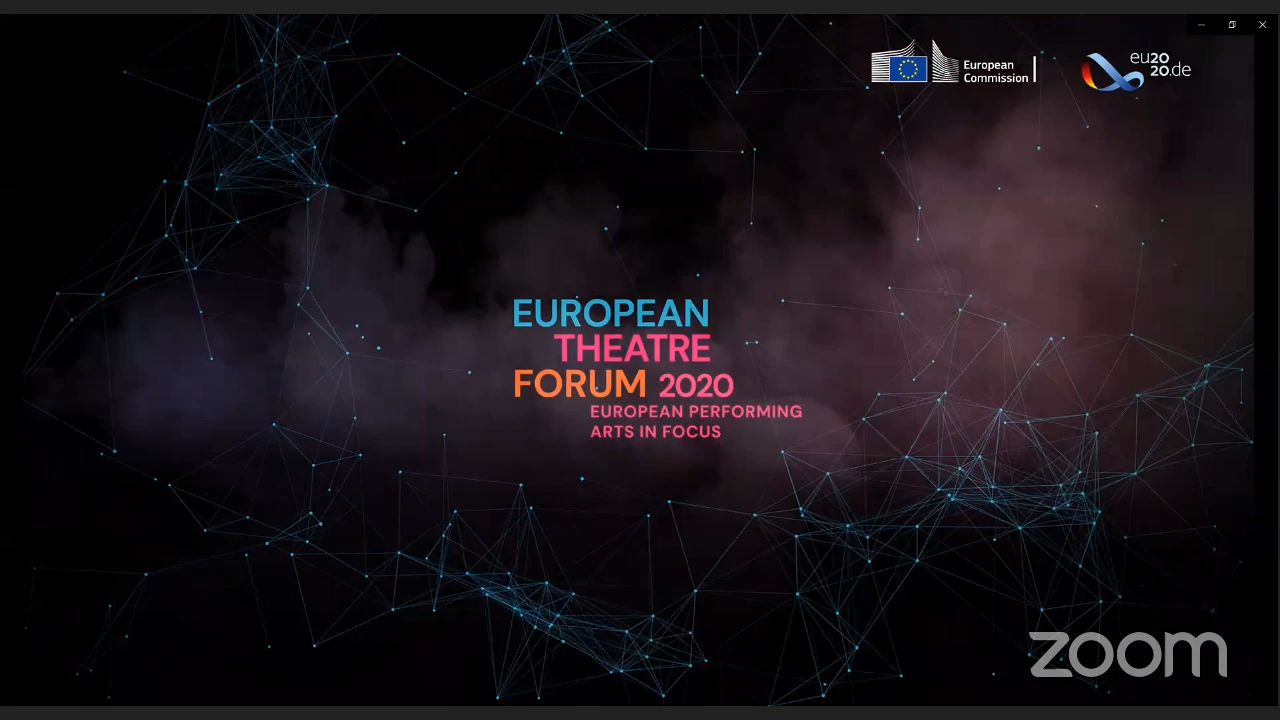 European
Commission
eu20
20.de
EUROPEAN
THEATRE
FORUM 2020
EUROPEAN PERFORMING
ARTS IN FOCUS
zoom